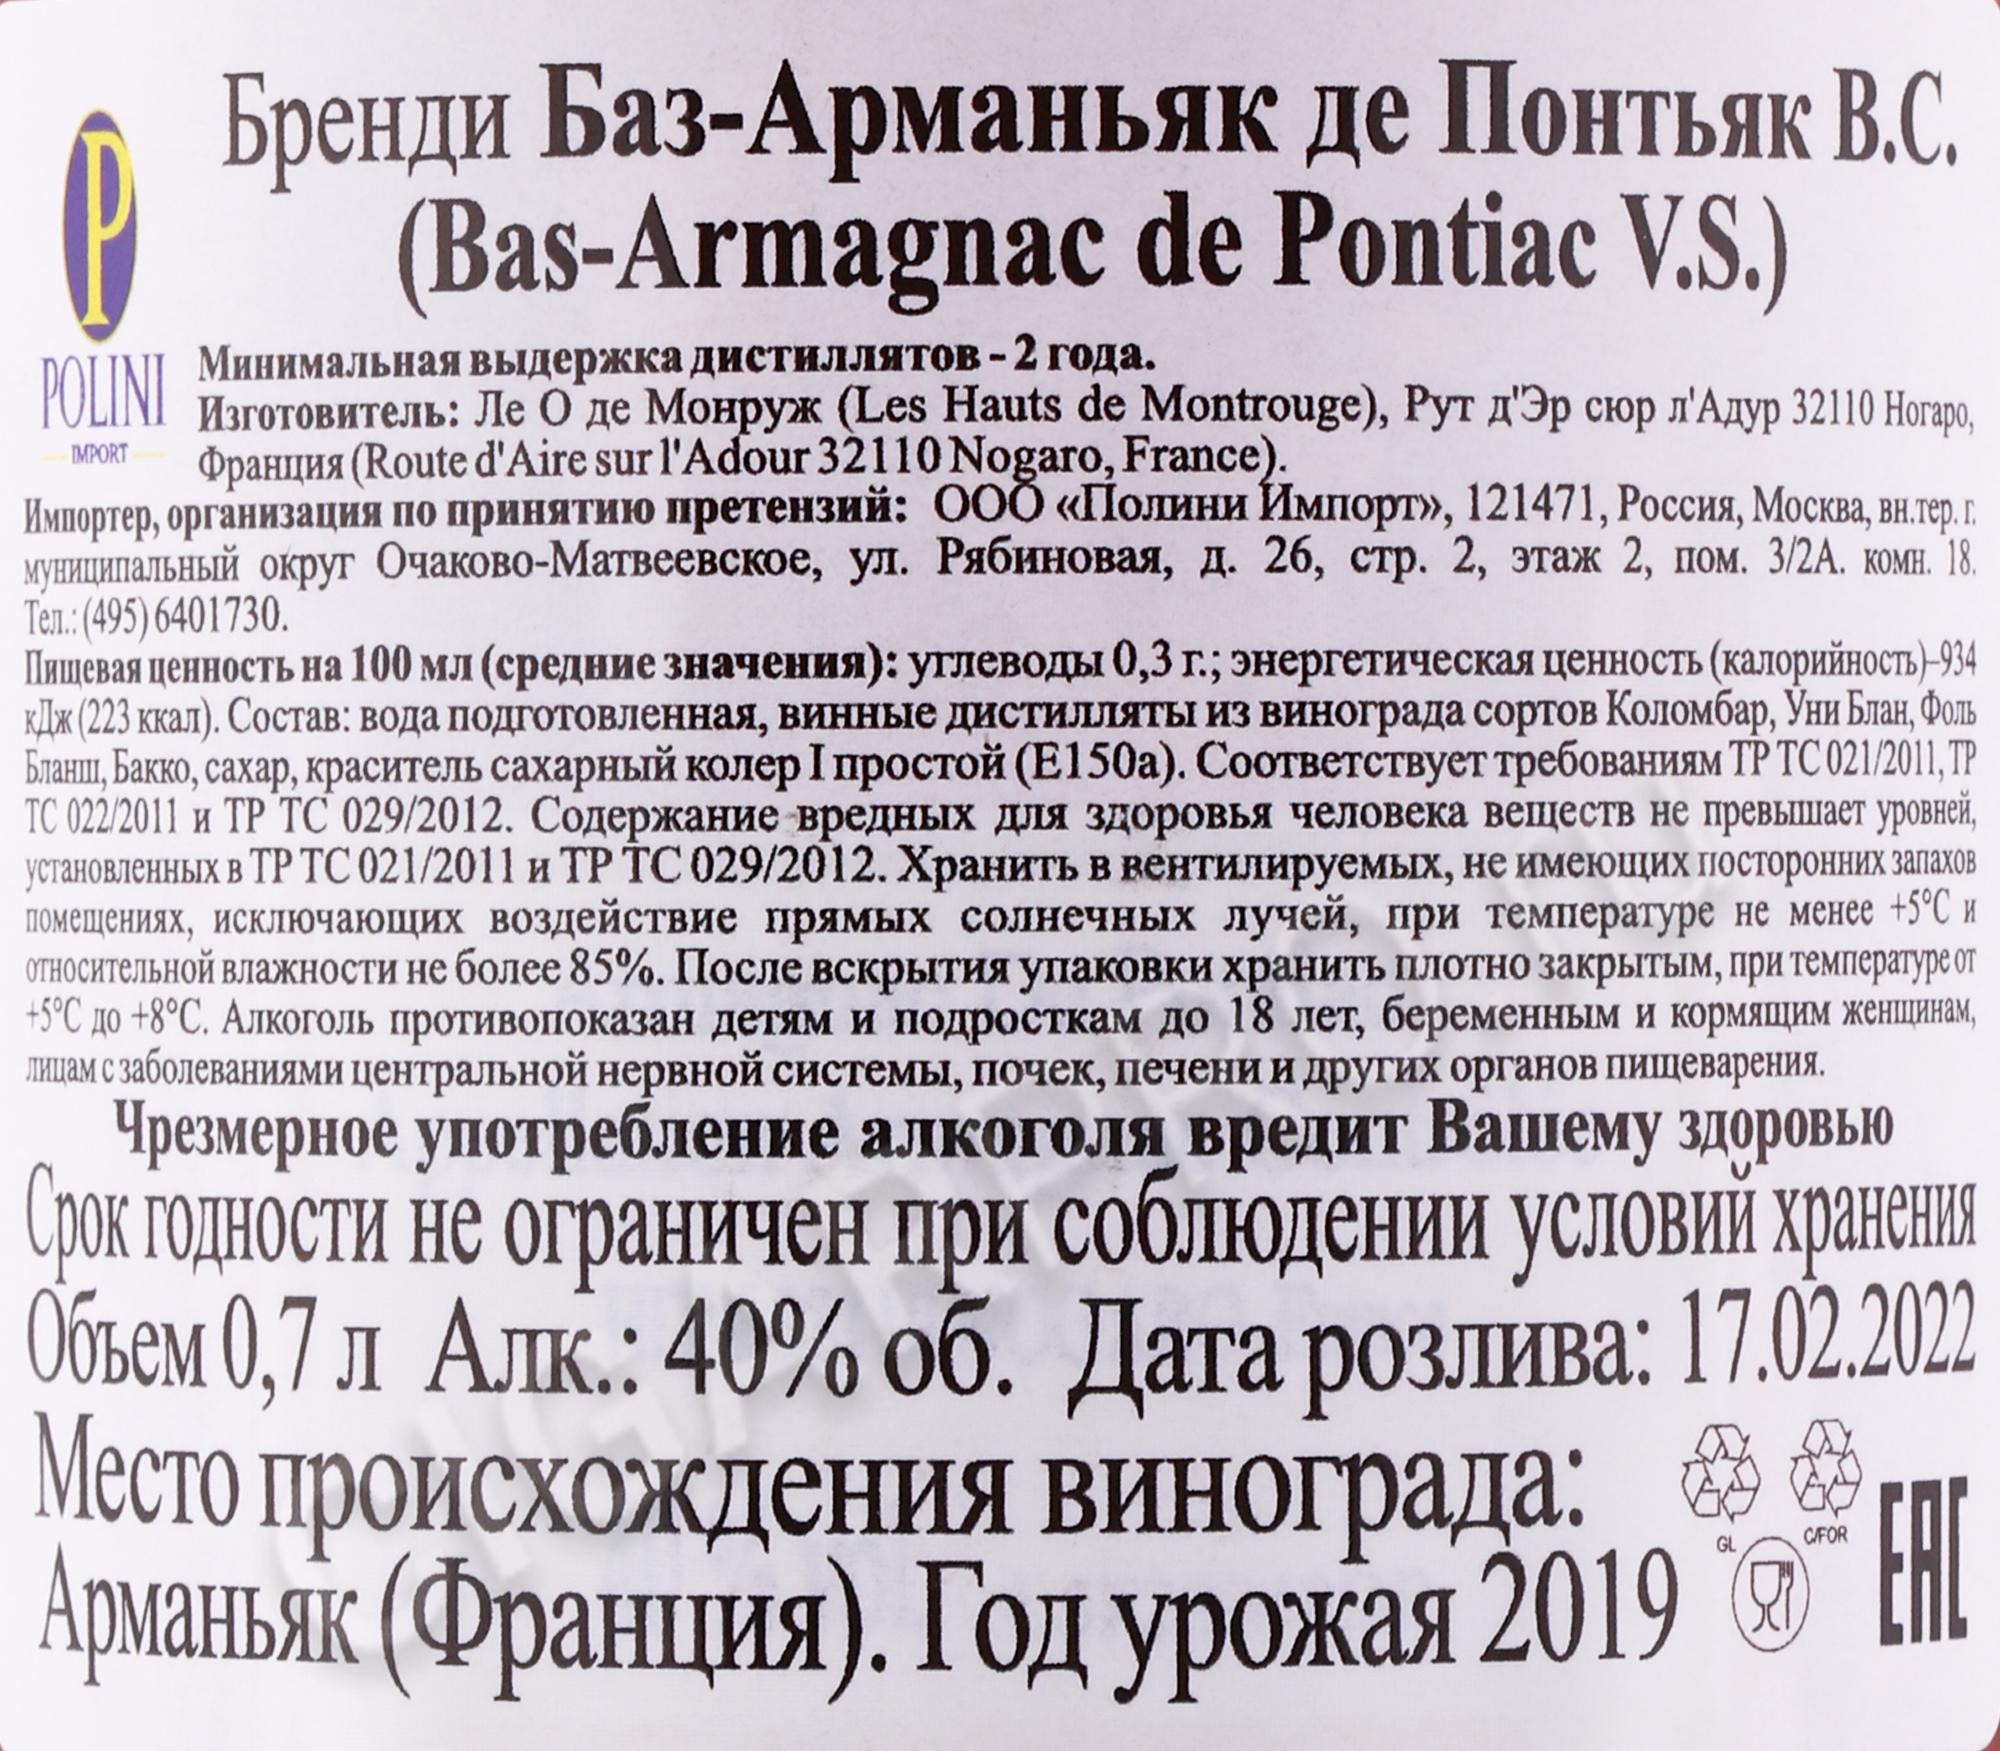 Бренди Баз-Арманьяк де Понтьяк В.С.
(Bas-Armagnac de Pontiac V.S.)
P
POLINI
IMPORT
Минимальная выдержка дистиллятов - 2 года.
Изготовитель: Ле О де Монруж (Les Hauts de Montrouge), Рут д'Эр сюр л'Адур 32110 Ногаро,
Франция (Route d'Aire sur l'Adour 32110 Nogaro, France).
Импортер, организация по принятию претензий: ООО «Полини Импорт», 121471, Россия, Москва, вн.тер. г.
муниципальный округ Очаково-Матвеевское, ул. Рябиновая, д. 26, стр. 2, этаж 2, пом. 3/2А. комн. 18.
Тел.: (495) 6401730.
Пищевая ценность на 100 мл (средние значения): углеводы 0,3 г.; энергетическая ценность (калорийность)–934
кДж (223 ккал). Состав: вода подготовленная, винные дистилляты из винограда сортов Коломбар, Уни Блан, Фоль
Бланш, Бакко, сахар, краситель сахарный колер I простой (Е150а). Соответствует требованиям ТР ТС 021/2011, ТР
ТС 022/2011 и ТР ТС 029/2012. Содержание вредных для здоровья человека веществ не превышает уровней,
установленных в ТР ТС 021/2011 и ТР ТС 029/2012. Хранить в вентилируемых, не имеющих посторонних запахов
помещениях, исключающих воздействие прямых солнечных лучей, при температуре не менее +5°С и
относительной влажности не более 85%. После вскрытия упаковки хранить плотно закрытым, при температуре от
+5°С до +8°С. Алкоголь противопоказан детям и подросткам до 18 лет, беременным и кормящим женщинам,
лицам с заболеваниями центральной нервной системы, почек, печени и других органов пищеварения.
Чрезмерное употребление алкоголя вредит Вашему здоровью
Срок годности не ограничен при соблюдении условий хранения
Объем 0,7 л Алк.: 40% об. Дата розлива: 17.02.2022
Место происхождения винограда:
Арманьяк (Франция). Год урожая 2019
GL
C/FOR
EAC
CIGARPRO.ru